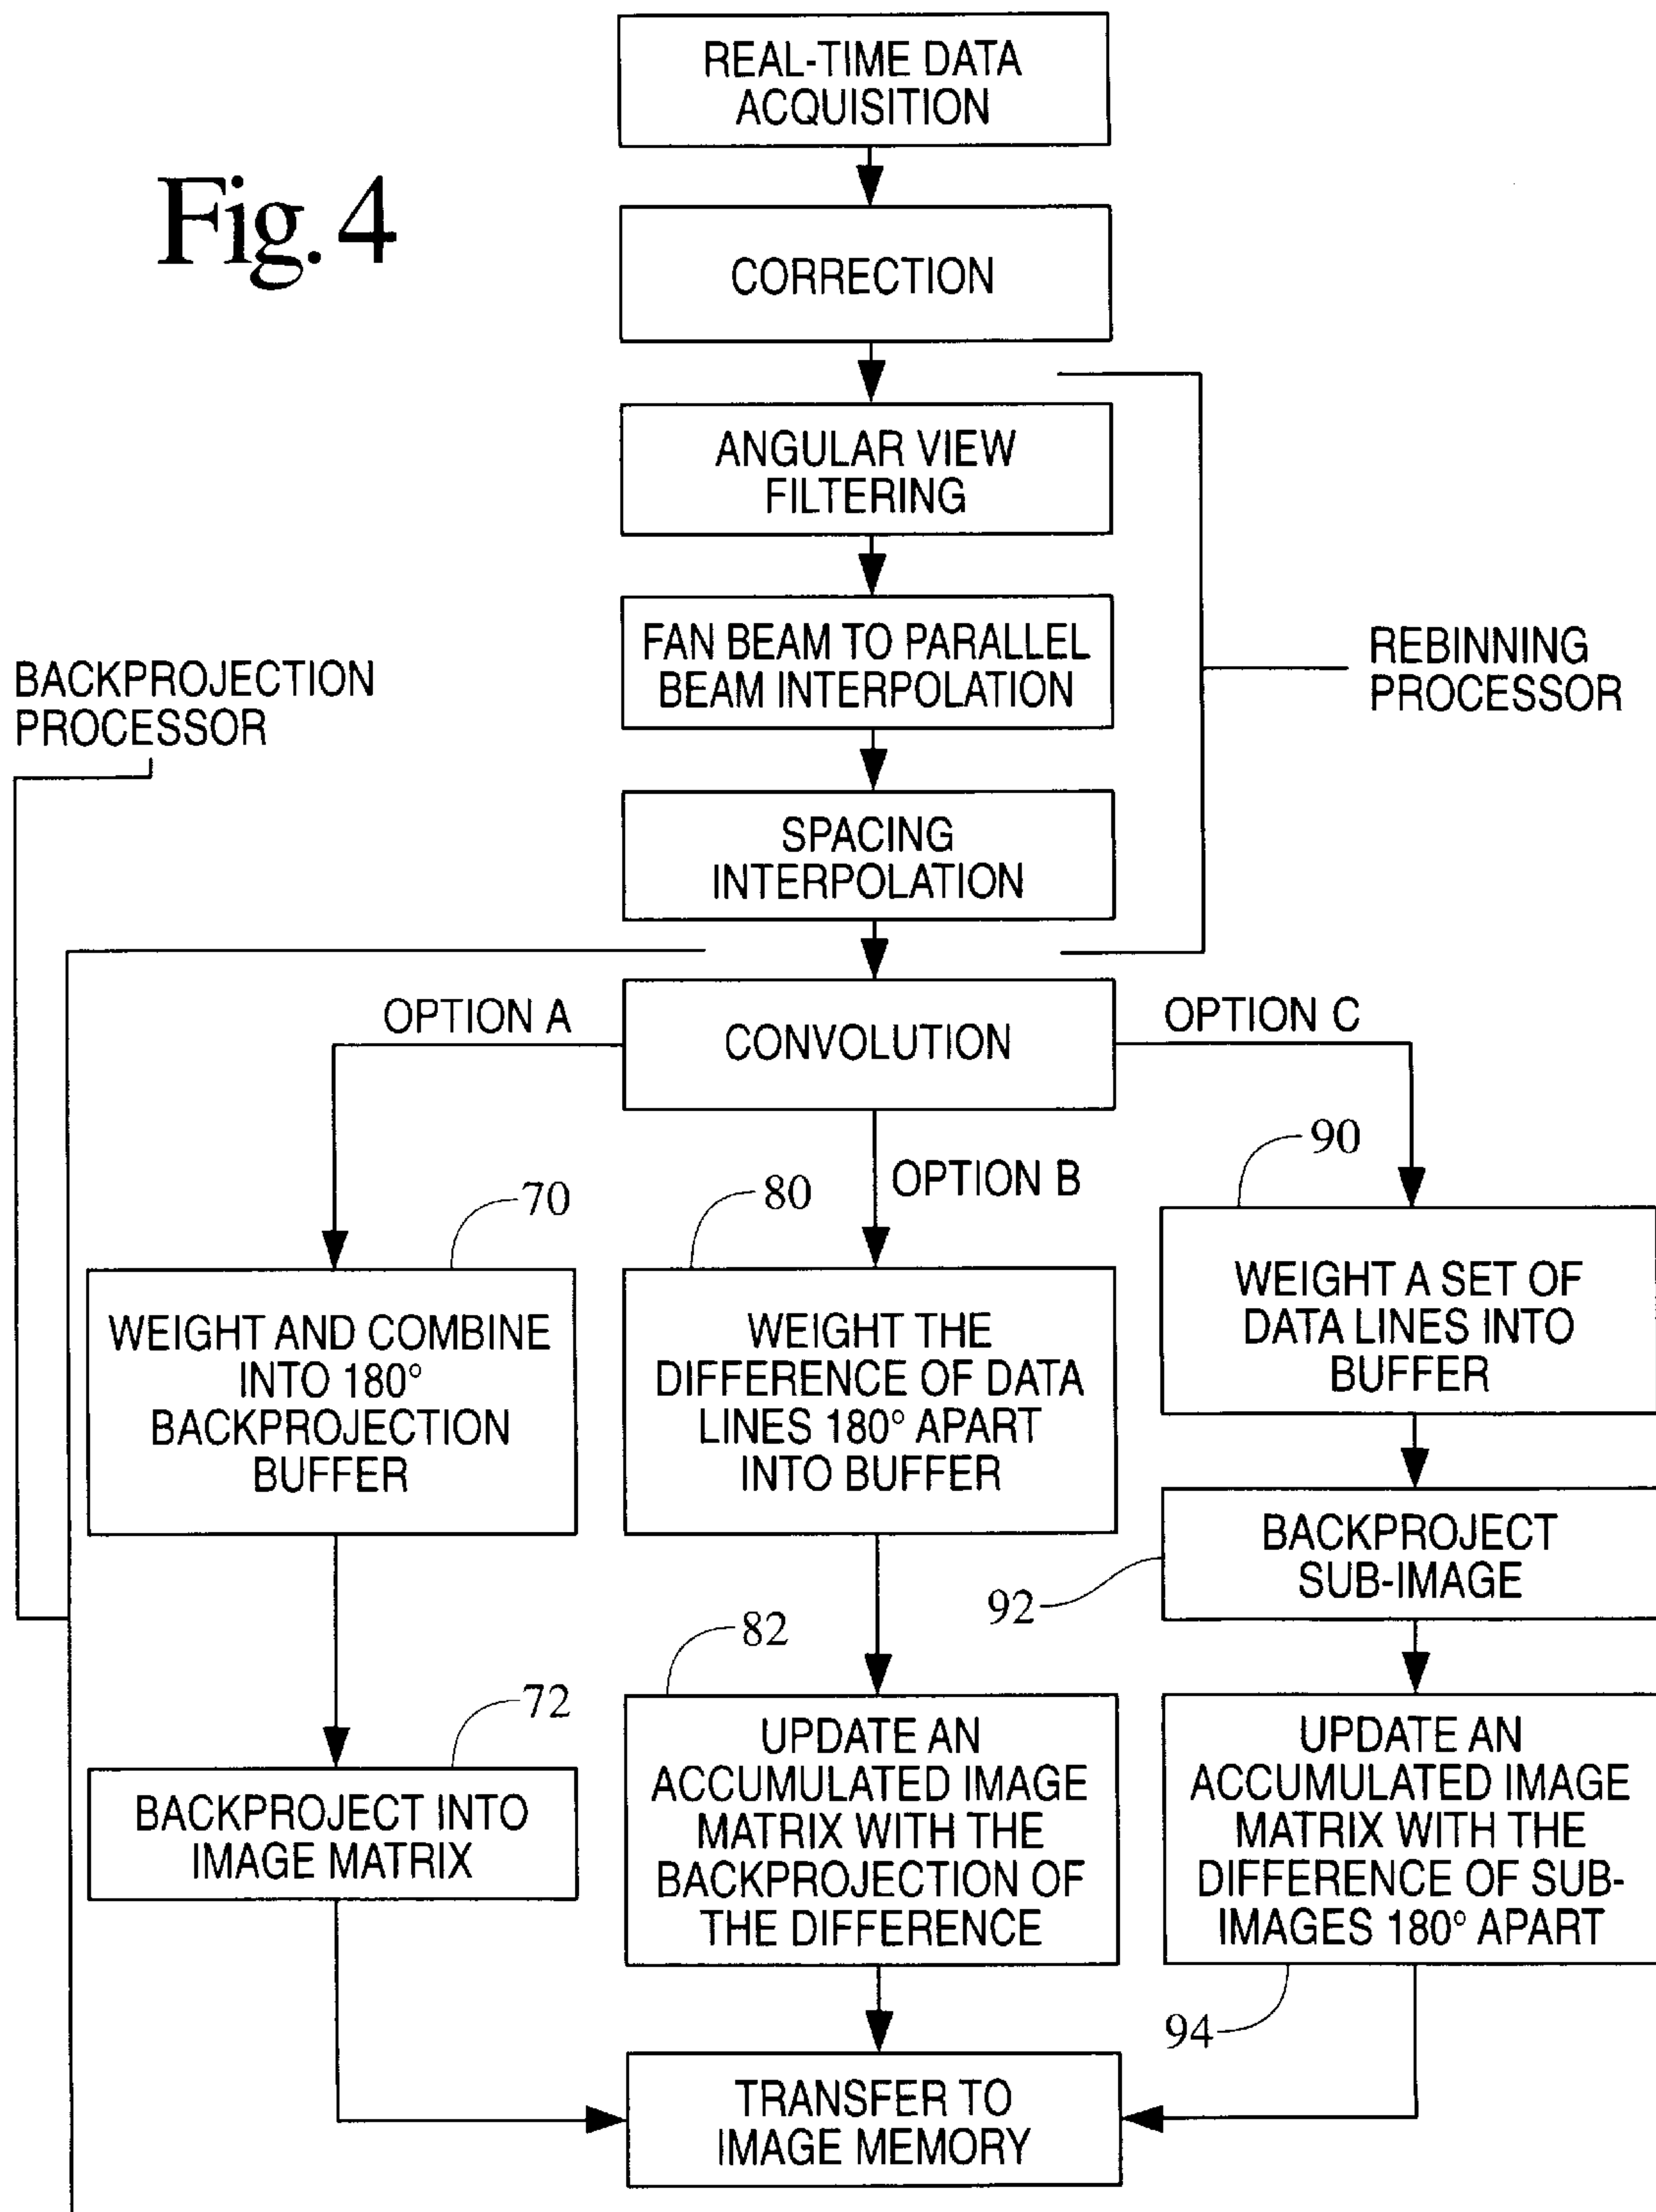 REAL-TIME DATA
ACQUISITION
Fig. 4
CORRECTION
ANGULAR VIEW
FILTERING
FAN BEAM TO PARALLEL
BEAM INTERPOLATION
REBINNING
PROCESSOR
BACKPROJECTION
PROCESSOR
SPACING
INTERPOLATION
OPTION A
CONVOLUTION
OPTION C
OPTION B
70
80
90
WEIGHT AND COMBINE
INTO 180°
BACKPROJECTION
BUFFER
WEIGHT THE
DIFFERENCE OF DATA
LINES 180° APART
INTO BUFFER
WEIGHT A SET OF
DATA LINES INTO
BUFFER
BACKPROJECT
SUB-IMAGE
92
82
72
BACKPROJECT INTO
IMAGE MATRIX
UPDATE AN
ACCUMULATED IMAGE
MATRIX WITH THE
BACKPROJECTION OF
THE DIFFERENCE
UPDATE AN
ACCUMULATED IMAGE
MATRIX WITH THE
DIFFERENCE OF SUB-
IMAGES 180° APART
94
TRANSFER TO
IMAGE MEMORY